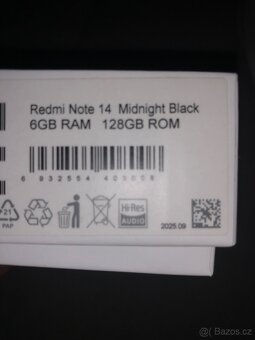 Redmi Note 14 Midnight Black
6GB RAM 128GB ROM
21
PAP
Hi-Res
AUDIO
2025.09
Bazos.cz